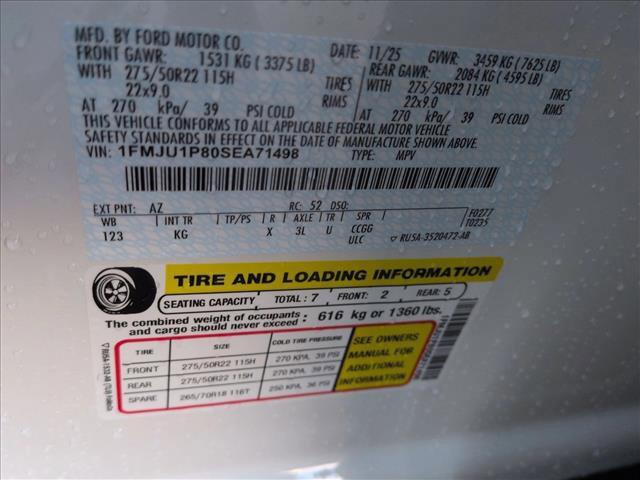 MFD. BY FORD MOTOR CO.
DATE: 11/25 GVWR: 3459 KG ( 7625 LB)
FRONT GAWR: 1531 KG ( 3375 LB)
REAR GAWR: 2084 KG ( 4595 LB)
WITH 275/50R22 115H TIRES
WITH 275/50R22 115H TIRES
22x9.0 RIMS
22x9.0 RIMS
AT 270 kPa/ 39 PSI COLD
AT 270 kPa/ 39 PSI COLD
THIS VEHICLE CONFORMS TO ALL APPLICABLE FEDERAL MOTOR VEHICLE
SAFETY STANDARDS IN EFFECT ON THE DATE OF MANUFACTURE SHOWN ABOVE.
VIN: 1FMJU1P80SEA71498 TYPE: MPV
EXT PNT: AZ RC: 52 DSO: F0277
T0235
WB INT TR TP/PS R AXLE TR SPR
123 KG X 3L U CCGG
ULC ▽ RU5A-3520472-AB
TIRE AND LOADING INFORMATION
SEATING CAPACITY TOTAL : 7 FRONT: 2 REAR: 5
The combined weight of occupants and cargo should never exceed : 616 kg or 1360 lbs.
TIRE SIZE COLD TIRE PRESSURE
FRONT 275/50R22 115H 270 KPA, 39 PSI
REAR 275/50R22 115H 270 KPA, 39 PSI
SPARE 265/70R18 116T 250 KPA, 36 PSI
SEE OWNERS
MANUAL FOR
ADDITIONAL
INFORMATION